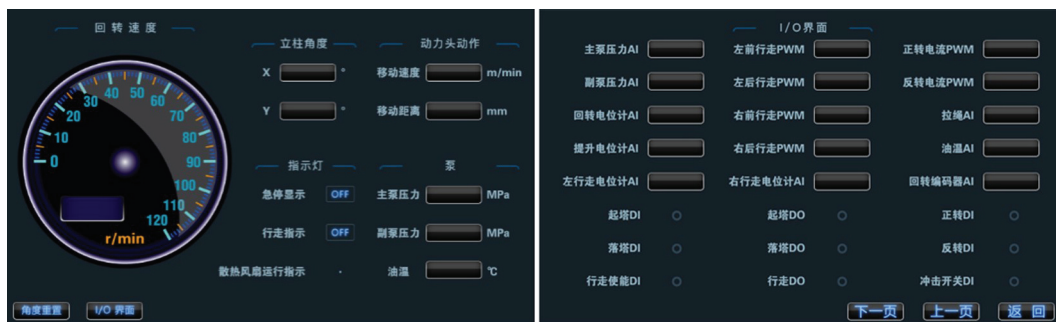 回转速度
0
10
20
30
40
50
60
70
80
90
100
110
120
r/min
立柱角度
X °
Y °
动力头动作
移动速度 m/min
移动距离 mm
指示灯
急停显示 OFF
行走指示 OFF
散热风扇运行指示
泵
主泵压力 MPa
副泵压力 MPa
油温 ℃
角度重置 I/O 界面
I/O界面
主泵压力AI 左前行走PWM 正转电流PWM
副泵压力AI 左后行走PWM 反转电流PWM
回转电位计AI 右前行走PWM 拉绳AI
提升电位计AI 右后行走PWM 油温AI
左行走电位计AI 右行走电位计AI 回转编码器AI
起塔DI 起塔DO 正转DI
落塔DI 落塔DO 反转DI
行走使能DI 行走DO 冲击开关DI
下一页 上一页 返 回